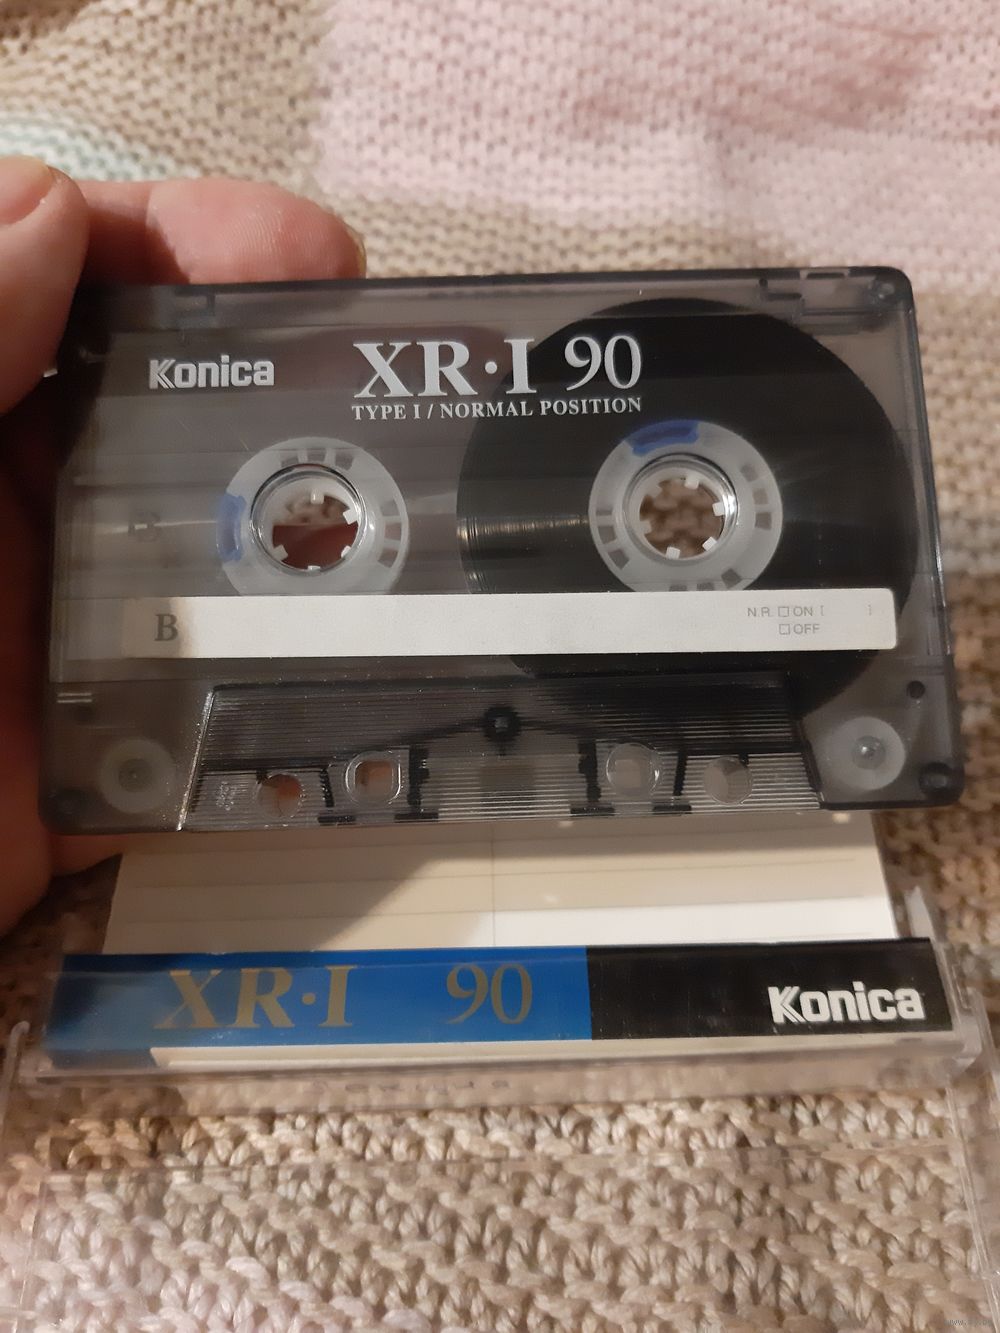 Konica
XR·I 90
TYPE I / NORMAL POSITION
B
N.R. □ ON [ ]
□ OFF
XR·I 90
Konica